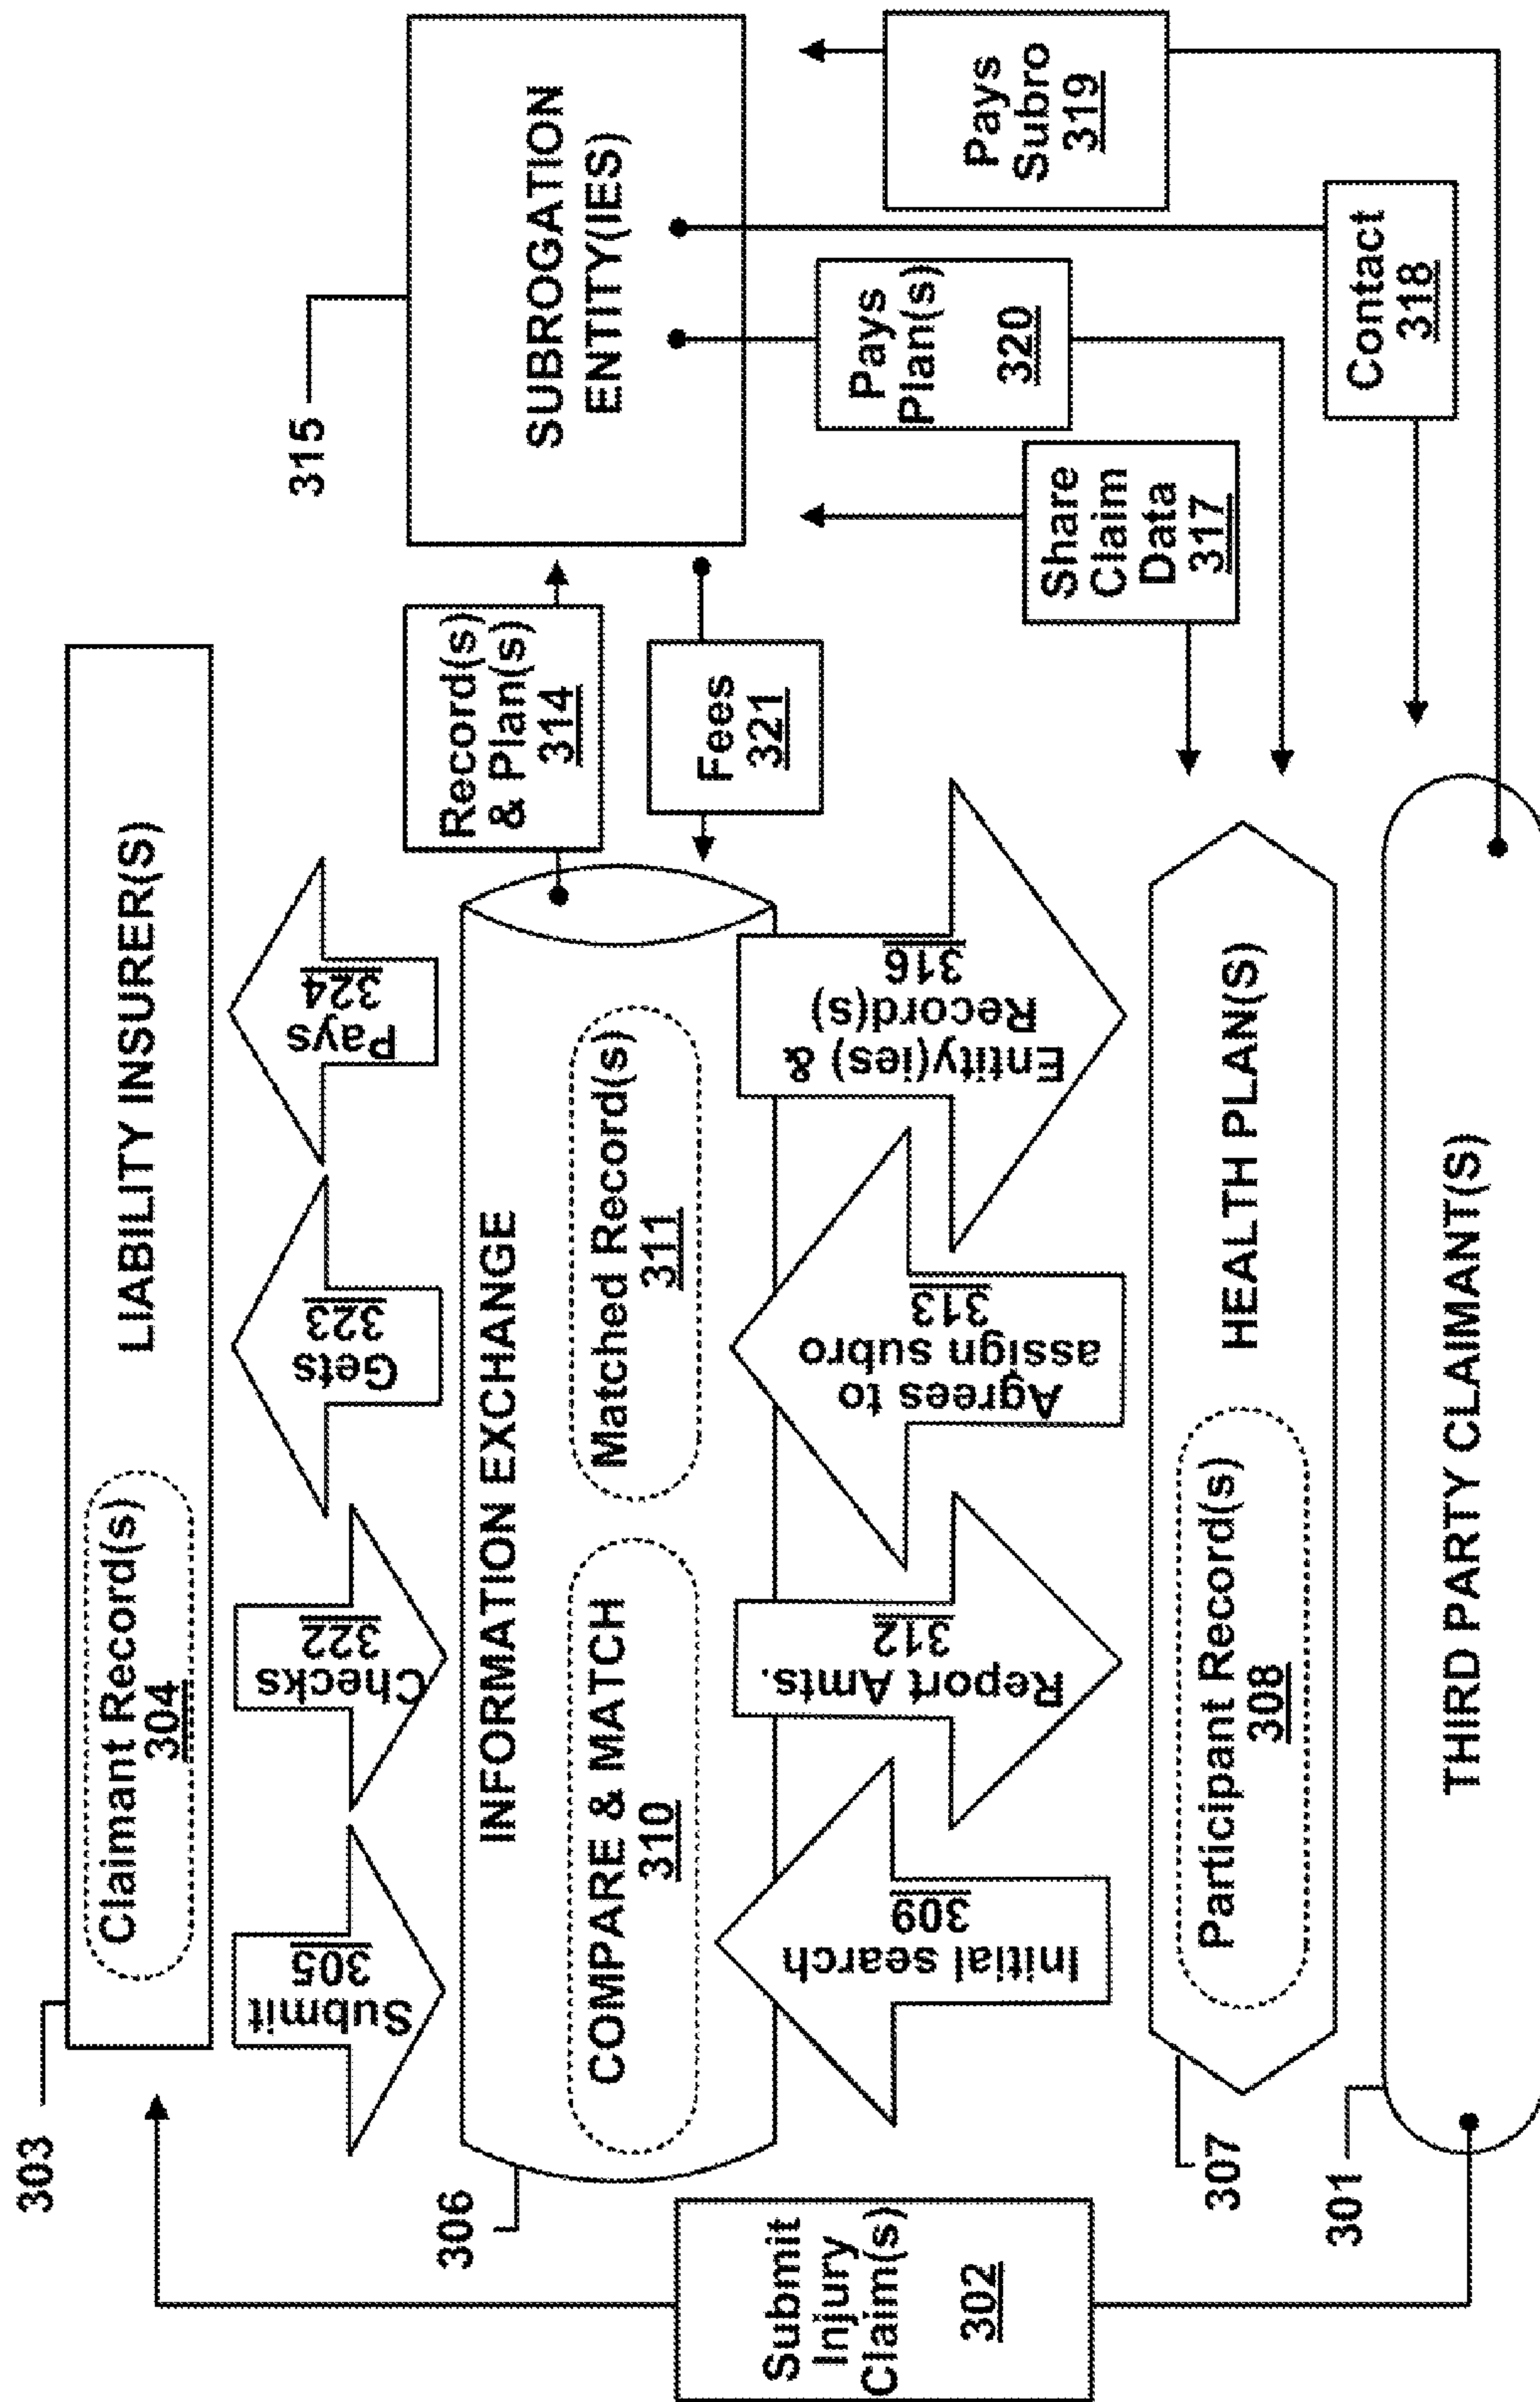 303
LIABILITY INSURER(S)
Claimant Record(s)
304
Submit
305
Checks
322
Gets
323
Pays
324
306
INFORMATION EXCHANGE
COMPARE & MATCH
310
Matched Record(s)
311
Record(s)
& Plan(s)
314
Fees
321
315
SUBROGATION
ENTITY(IES)
Submit
Injury
Claim(s)
302
Initial search
309
Report Amts.
312
Agrees to
assign subro
313
Entity(ies) &
Record(s)
316
Pays
Plan(s)
320
Pays
Subro
319
Share
Claim
Data
317
Contact
318
307
Participant Record(s)
308
HEALTH PLAN(S)
301
THIRD PARTY CLAIMANT(S)